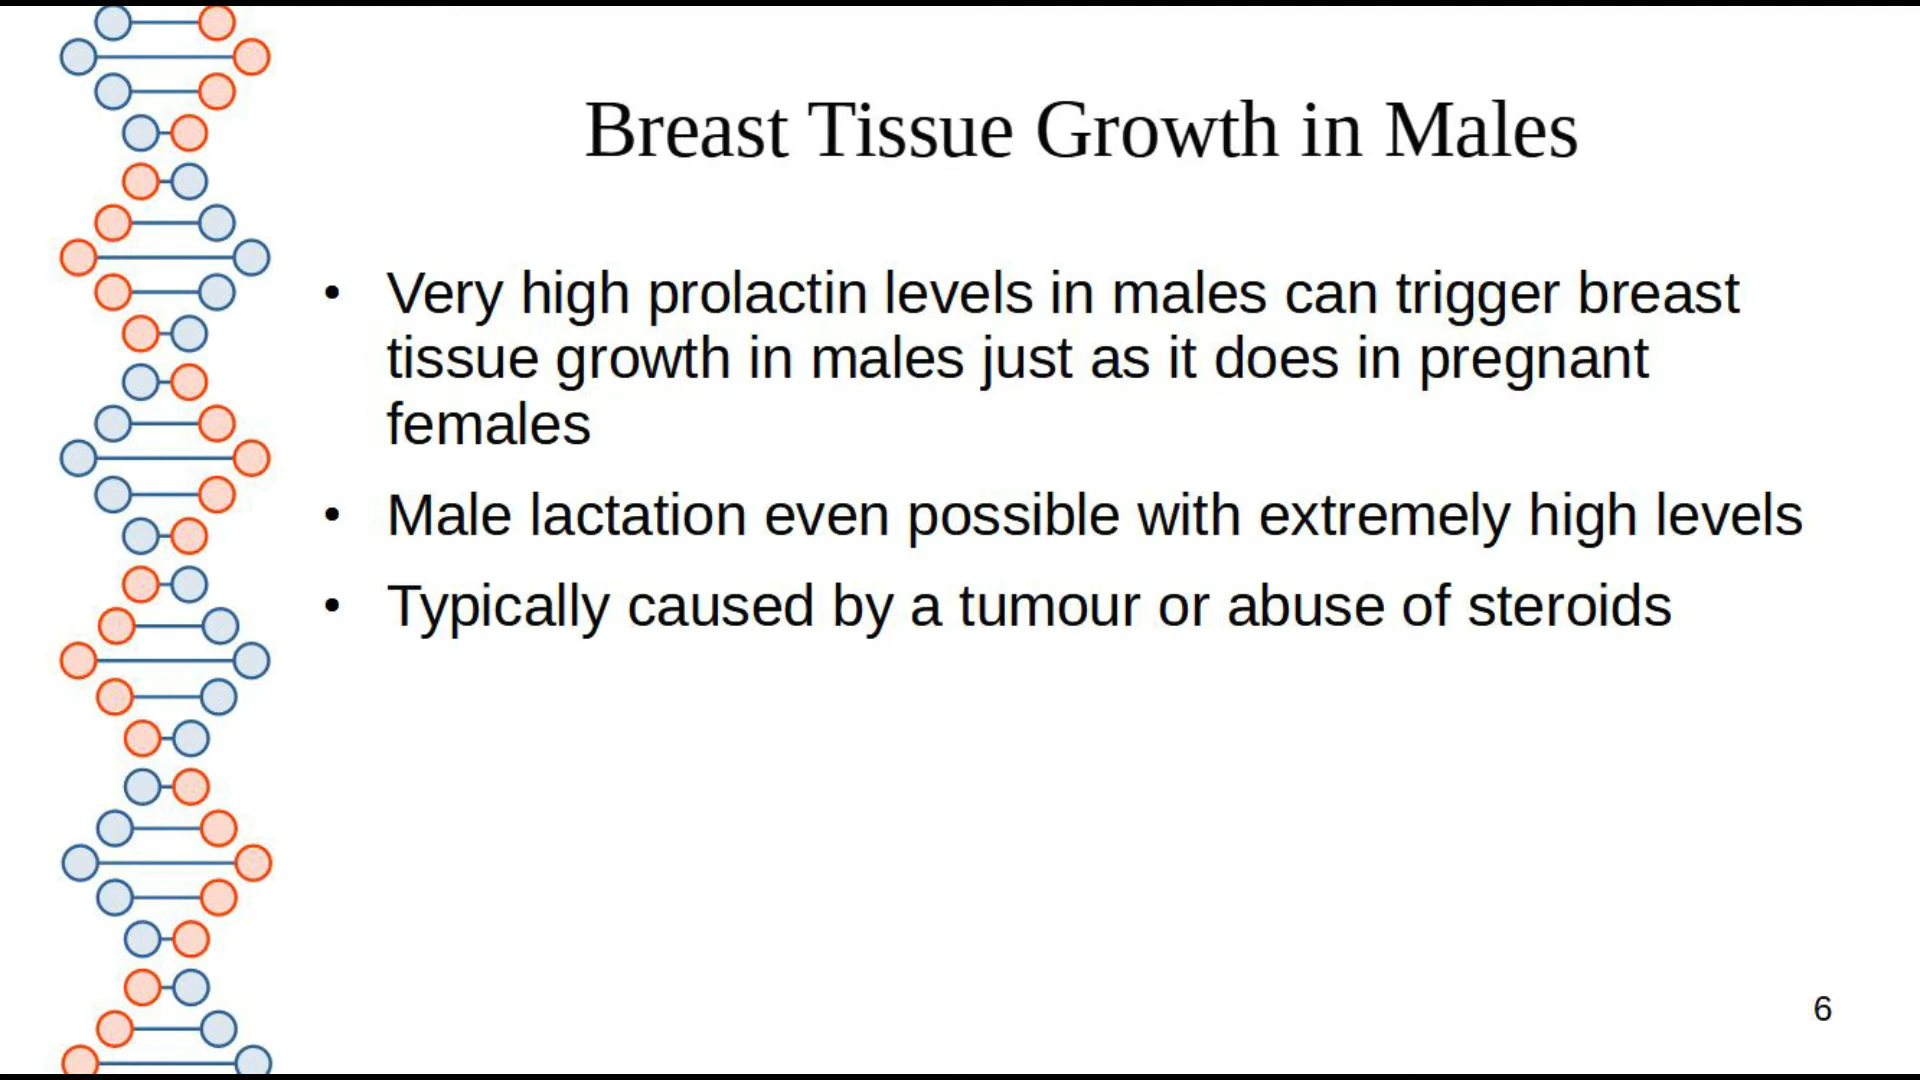 Breast Tissue Growth in Males
• Very high prolactin levels in males can trigger breast
tissue growth in males just as it does in pregnant
females
• Male lactation even possible with extremely high levels
• Typically caused by a tumour or abuse of steroids
6